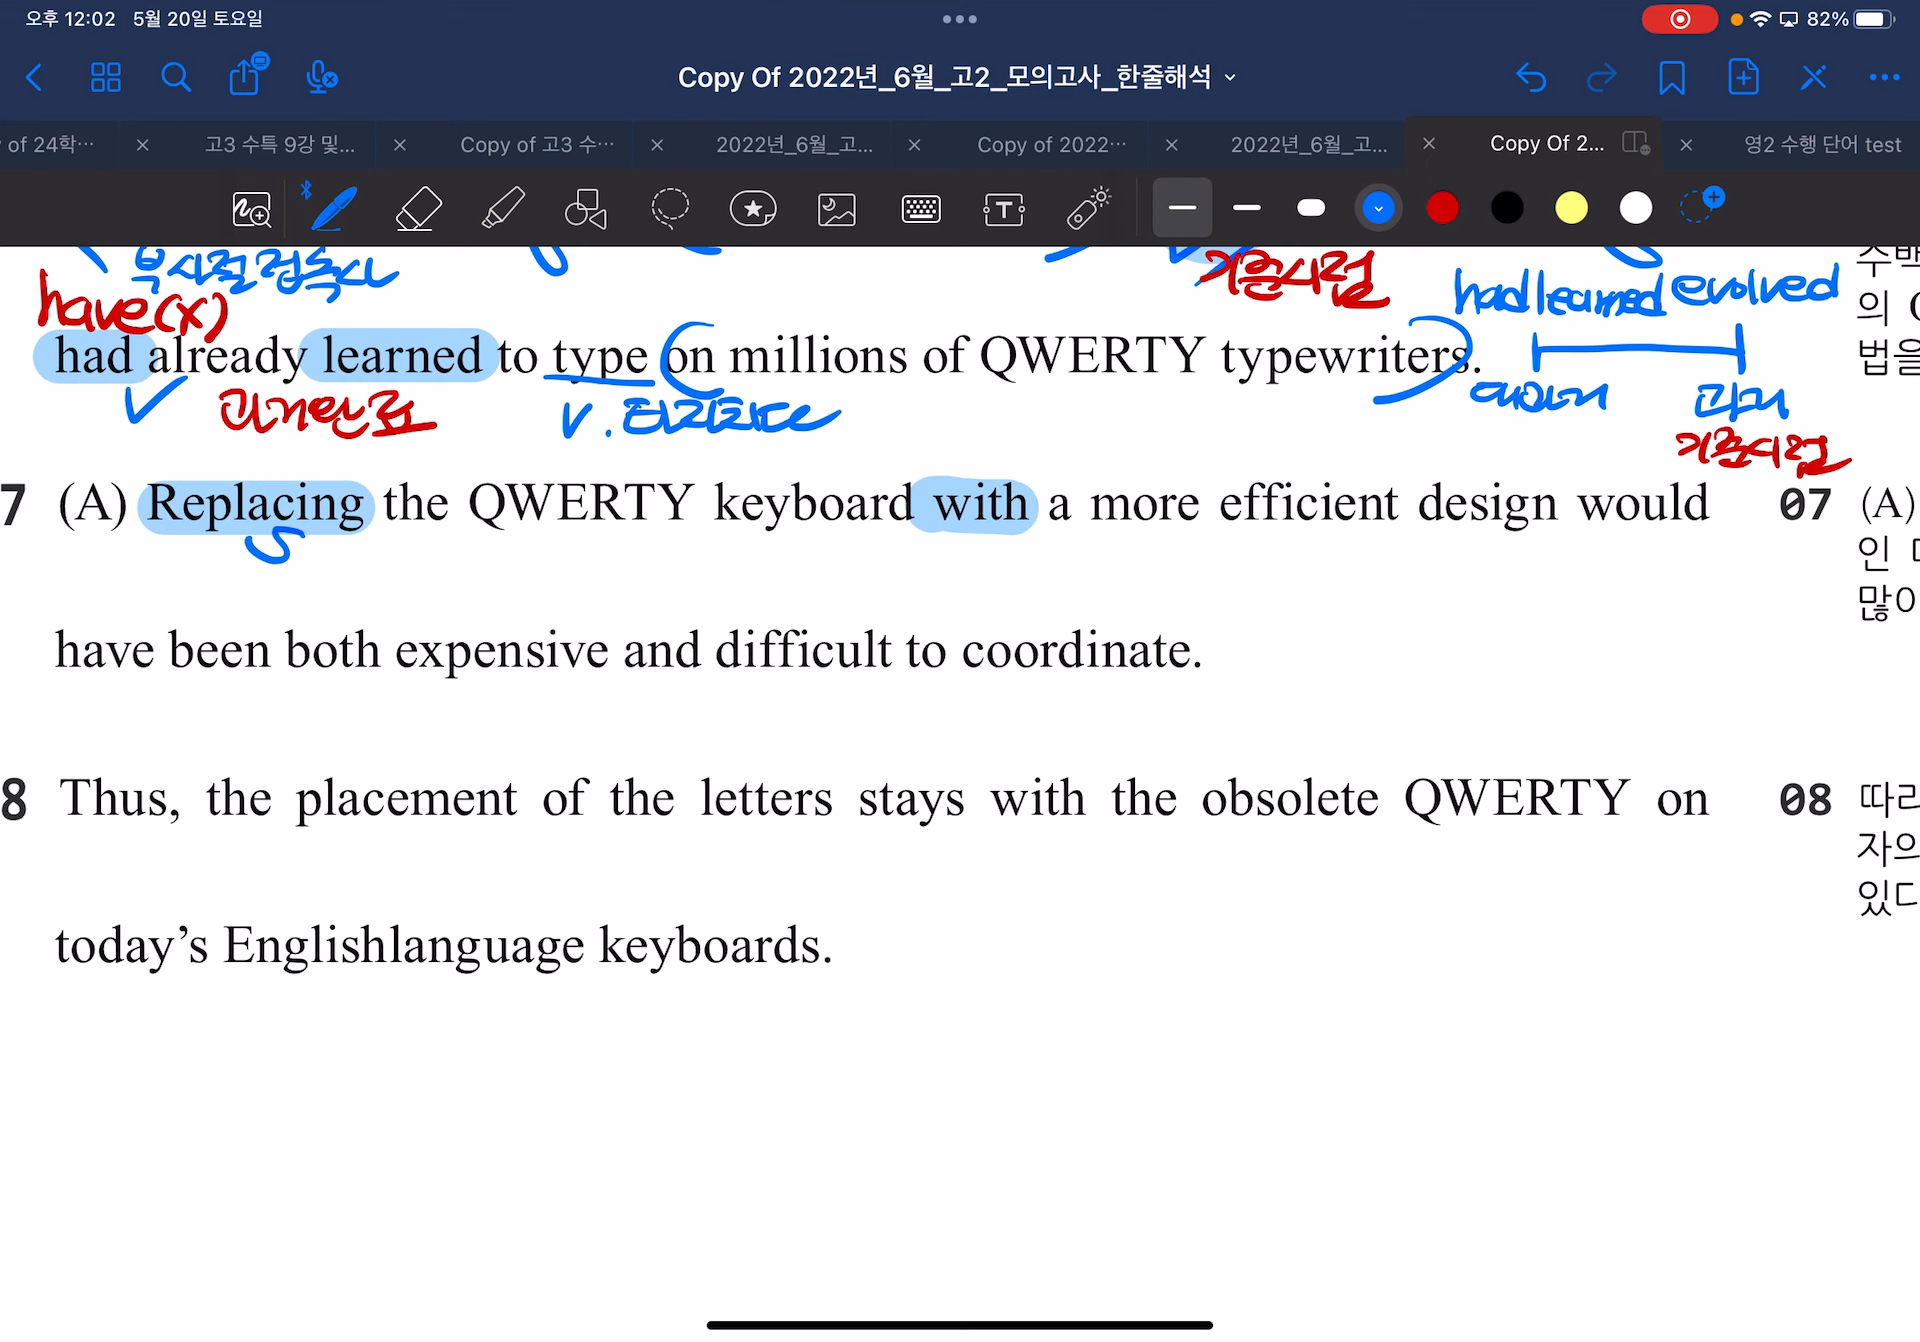 오후 12:02 5월 20일 토요일
82%
Copy Of 2022년_6월_고2_모의고사_한줄해석
of 24학…
고3 수특 9강 및...
Copy of 고3 수…
2022년_6월_고...
Copy of 2022…
2022년_6월_고...
Copy Of 2...
영2 수행 단어 test
부사절 접속사
기준시점
had learned evolved
have(x)
had already learned to type on millions of QWERTY typewriters.
과거완료
v. 타자치다
대과거
과거
기준시점
7 (A) Replacing the QWERTY keyboard with a more efficient design would
S
have been both expensive and difficult to coordinate.
8 Thus, the placement of the letters stays with the obsolete QWERTY on
today’s Englishlanguage keyboards.
수백
의
법을
07 (A)
인
많이
08 따라
자의
있다